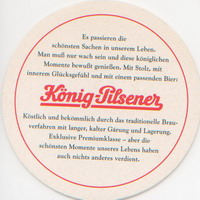 Es passieren die
schönsten Sachen in unserem Leben.
Man muß nur wach sein und diese königlichen
Momente bewußt genießen. Mit Stolz, mit
innerem Glücksgefühl und mit einem passenden Bier:
König-Pilsener
Köstlich und bekömmlich durch das traditionelle Brau-
verfahren mit langer, kalter Gärung und Lagerung.
Exklusive Premiumklasse – aber die
schönsten Momente unseres Lebens haben
auch nichts anderes verdient.